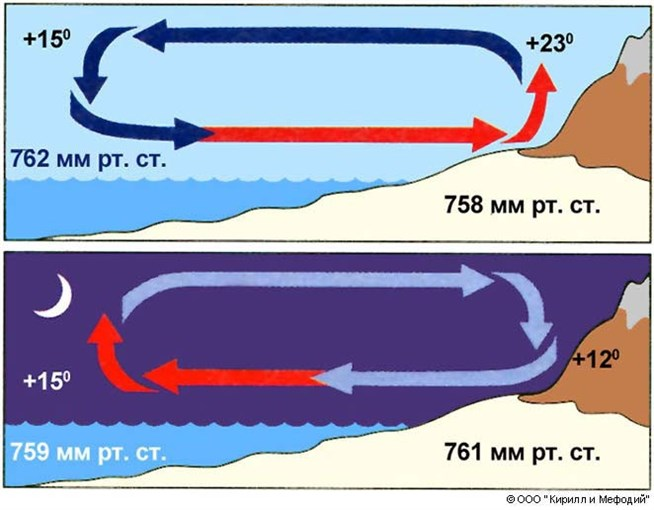 +15⁰
+23⁰
762 мм рт. ст.
758 мм рт. ст.
+15⁰
+12⁰
759 мм рт. ст.
761 мм рт. ст.
© ООО "Кирилл и Мефодий"